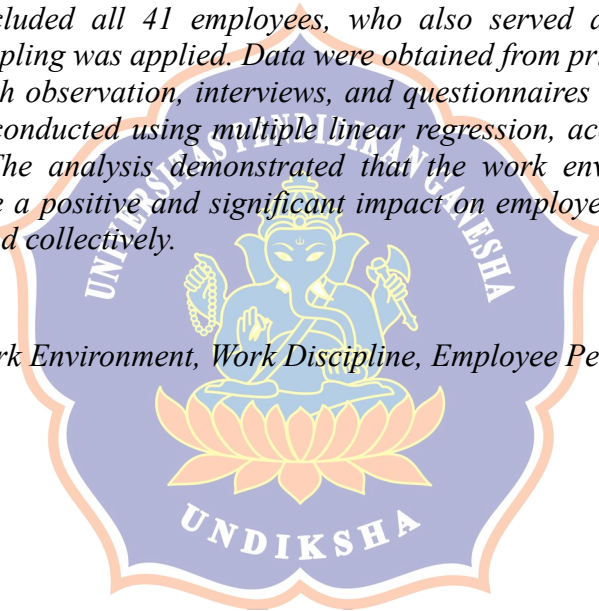 cluded all 41 employees, who also served a
pling was applied. Data were obtained from pr
h observation, interviews, and questionnaires
conducted using multiple linear regression, ac
The analysis demonstrated that the work env
e a positive and significant impact on employe
d collectively.
rk Environment, Work Discipline, Employee Pe
UNIVERSITAS PENDIDIKAN GANESHA
UNDIKSHA